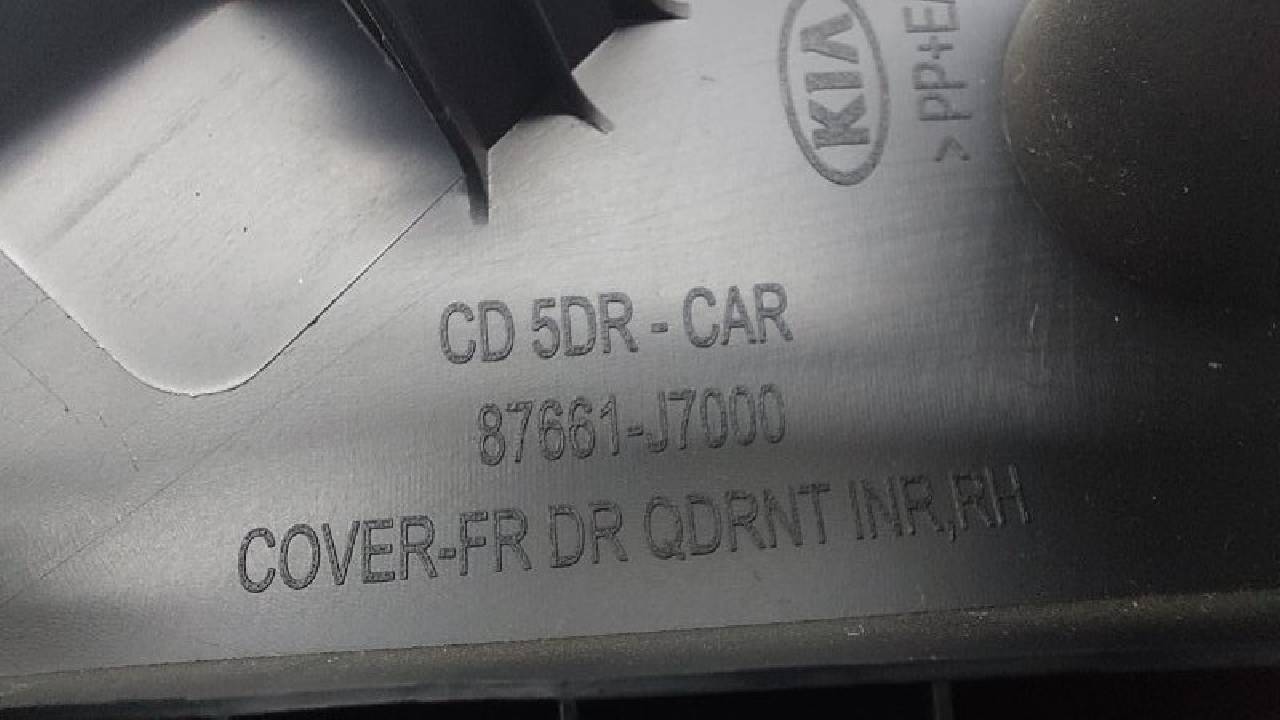 KIA
>PP+E
CD 5DR - CAR
87661-J7000
COVER-FR DR QDRNT INR,RH